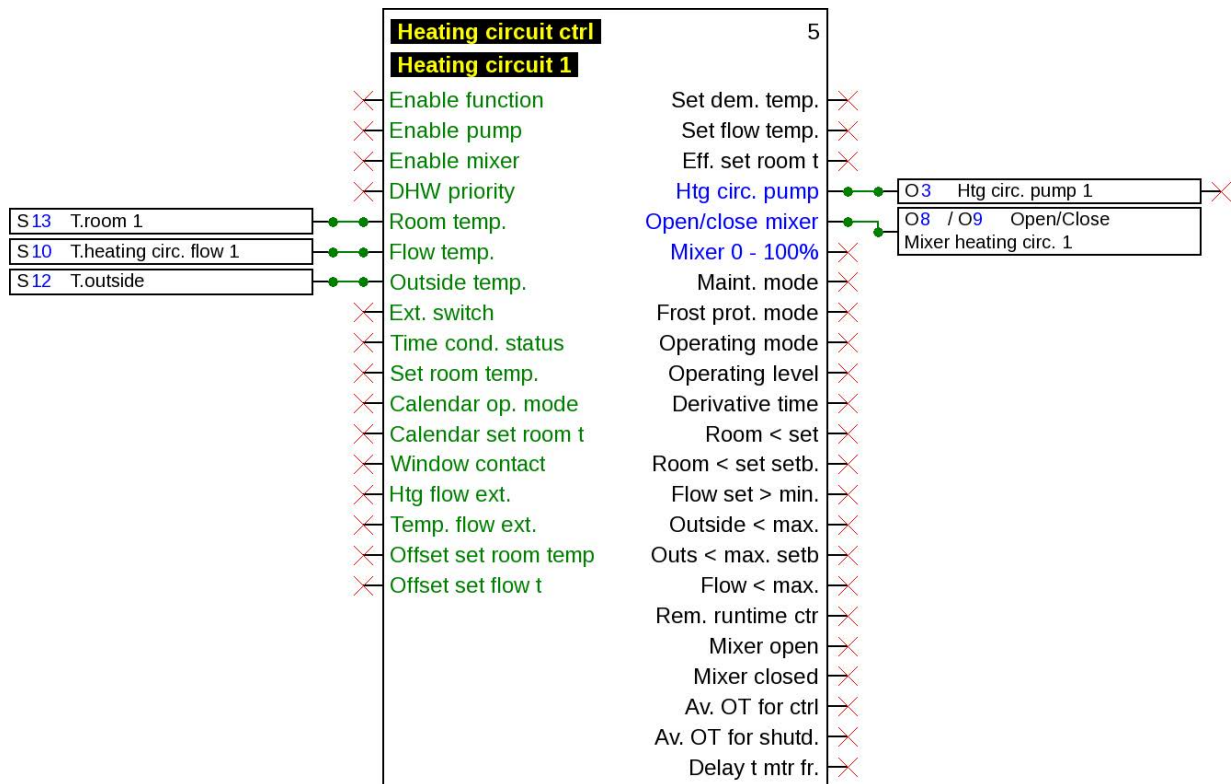 Heating circuit ctrl 5
Heating circuit 1
Enable function Set dem. temp.
Enable pump Set flow temp.
Enable mixer Eff. set room t
DHW priority Htg circ. pump O3 Htg circ. pump 1
S13 T.room 1 Room temp. Open/close mixer O8 / O9 Open/Close
Mixer heating circ. 1
S10 T.heating circ. flow 1 Flow temp. Mixer 0 - 100%
S12 T.outside Outside temp. Maint. mode
Ext. switch Frost prot. mode
Time cond. status Operating mode
Set room temp. Operating level
Calendar op. mode Derivative time
Calendar set room t Room < set
Window contact Room < set setb.
Htg flow ext. Flow set > min.
Temp. flow ext. Outside < max.
Offset set room temp Outs < max. setb
Offset set flow t Flow < max.
Rem. runtime ctr
Mixer open
Mixer closed
Av. OT for ctrl
Av. OT for shutd.
Delay t mtr fr.